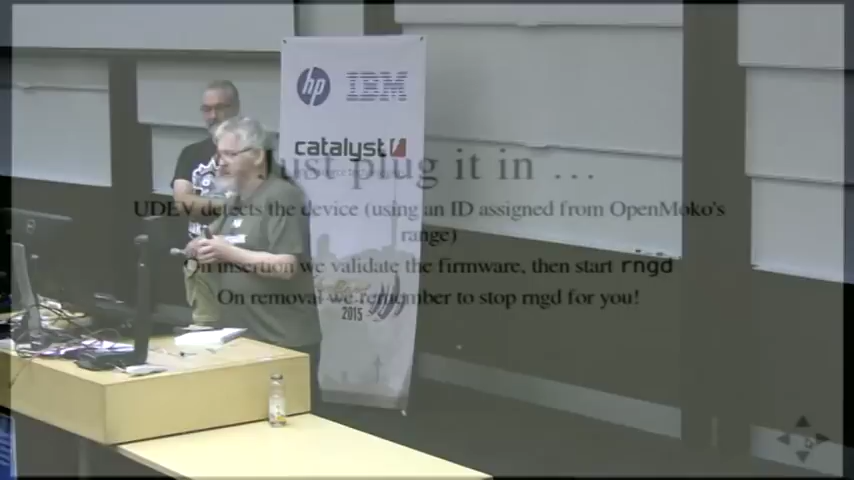 hp
IBM
catalyst
Just plug it in ...
UDEV detects the device (using an ID assigned from OpenMoko's
range)
On insertion we validate the firmware, then start rngd
On removal we remember to stop rngd for you!
2015